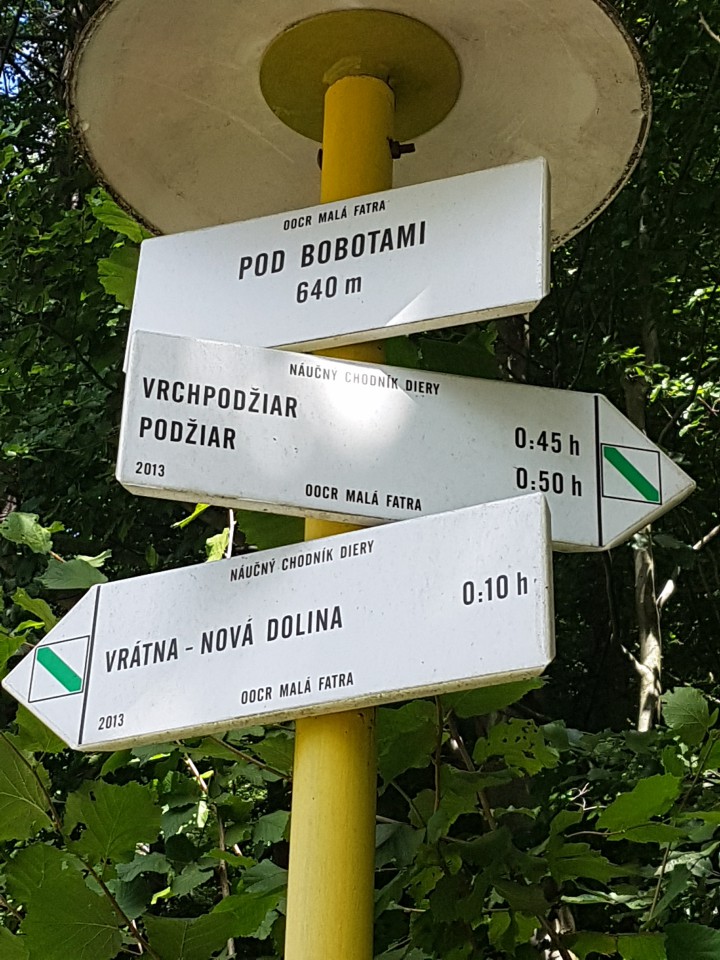 OOCR MALÁ FATRA
POD BOBOTAMI
640 m
NÁUČNÝ CHODNÍK DIERY
VRCHPODŽIAR 0:45 h
PODŽIAR 0:50 h
2013
OOCR MALÁ FATRA
NÁUČNÝ CHODNÍK DIERY
VRÁTNA - NOVÁ DOLINA 0:10 h
OOCR MALÁ FATRA
2013